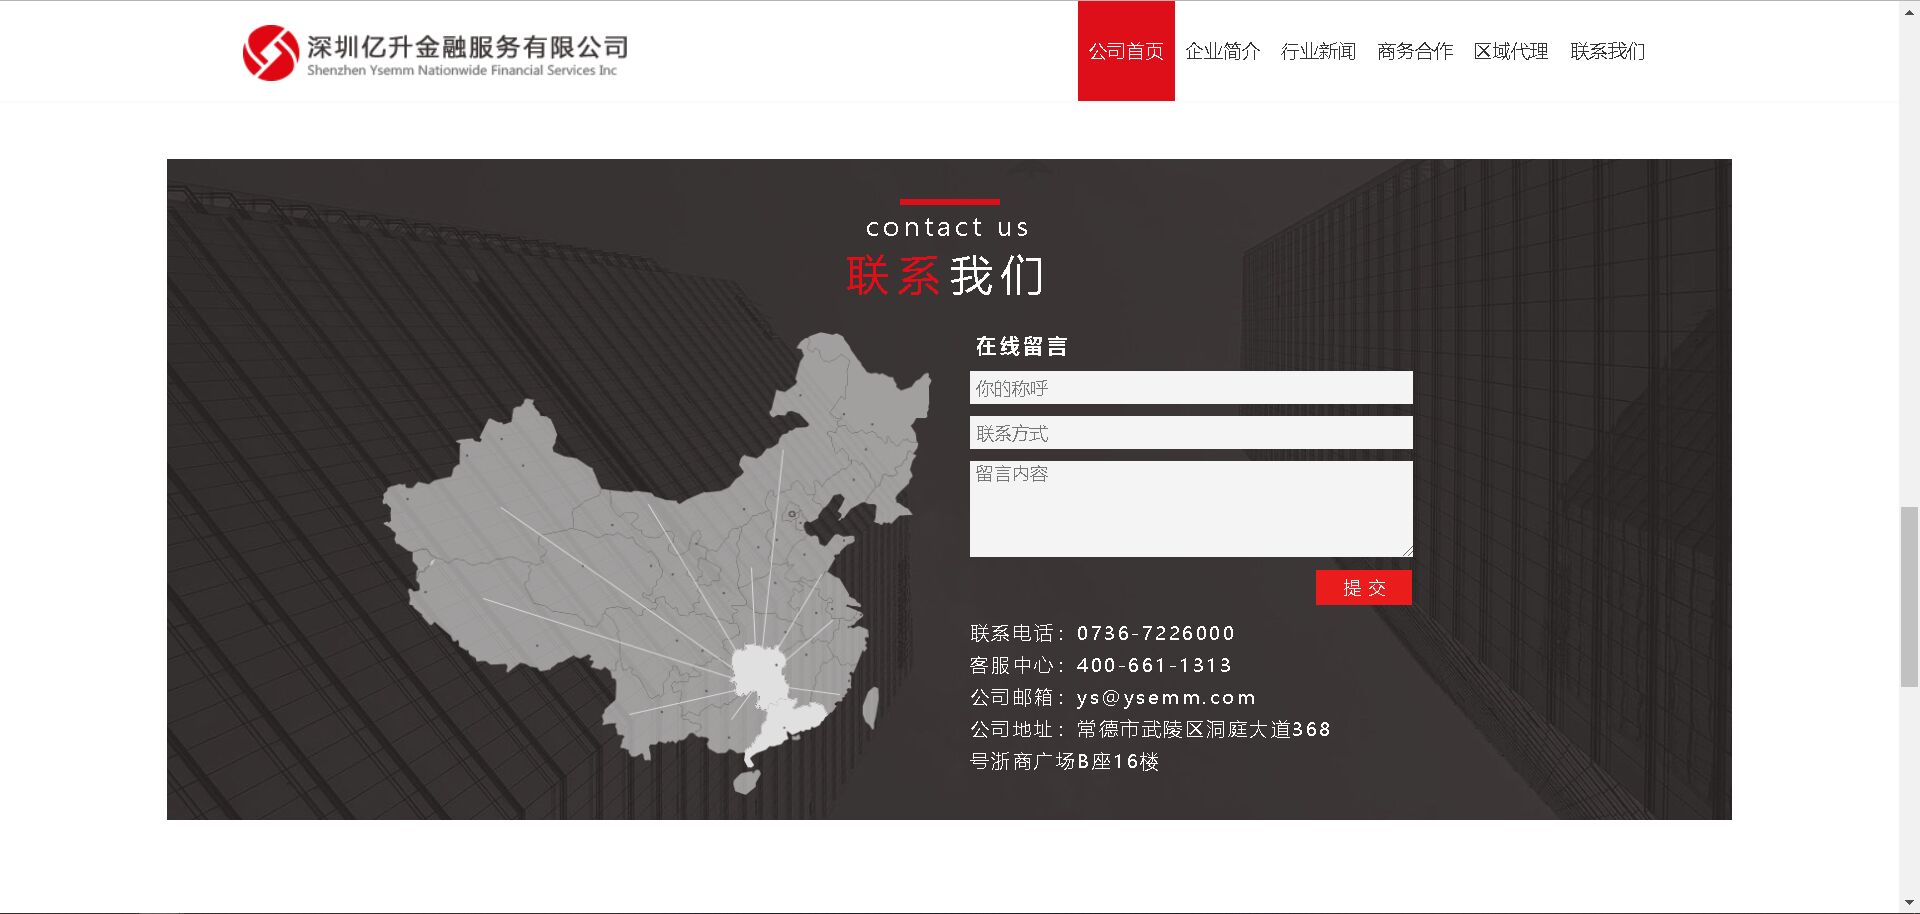 深圳亿升金融服务有限公司
Shenzhen Ysemm Nationwide Financial Services Inc
公司首页 企业简介 行业新闻 商务合作 区域代理 联系我们
contact us
联系我们
在线留言
你的称呼
联系方式
留言内容
提 交
联系电话：0736-7226000
客服中心：400-661-1313
公司邮箱：ys@ysemm.com
公司地址：常德市武陵区洞庭大道368
号浙商广场B座16楼